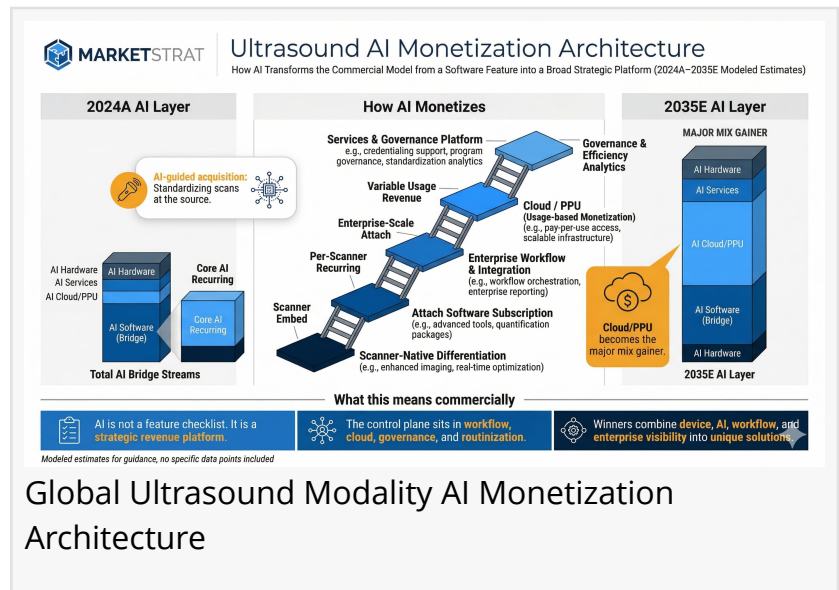 MARKETSTRAT
Ultrasound AI Monetization Architecture
How AI Transforms the Commercial Model from a Software Feature into a Broad Strategic Platform (2024A–2035E Modeled Estimates)
2024A AI Layer
AI-guided acquisition:
Standardizing scans
at the source.
AI Hardware
AI Services
AI Cloud/PPU
AI Hardware
AI Software
(Bridge)
Core AI
Recurring
Core AI
Recurring
Total AI Bridge Streams
How AI Monetizes
Services & Governance Platform
e.g., credentialing support, program
governance, standardization analytics
Governance &
Efficiency
Analytics
Variable Usage
Revenue
Cloud / PPU
(Usage-based Monetization)
(e.g., pay-per-use access,
scalable infrastructure)
Enterprise-Scale
Attach
Enterprise Workflow
& Integration
(e.g., workflow orchestration,
enterprise reporting)
Per-Scanner
Recurring
Attach Software Subscription
(e.g., advanced tools, quantification
packages)
Scanner
Embed
Scanner-Native Differentiation
(e.g., enhanced imaging, real-time optimization)
2035E AI Layer
MAJOR MIX GAINER
AI Hardware
AI Services
AI Cloud/PPU
AI Software
(Bridge)
AI Hardware
Cloud/PPU
becomes the
major mix gainer.
2035E AI Layer
What this means commercially
AI is not a feature checklist. It is a
strategic revenue platform.
The control plane sits in workflow,
cloud, governance, and routinization.
Winners combine device, AI, workflow, and
enterprise visibility into unique solutions.
Modeled estimates for guidance, no specific data points included
Global Ultrasound Modality AI Monetization
Architecture